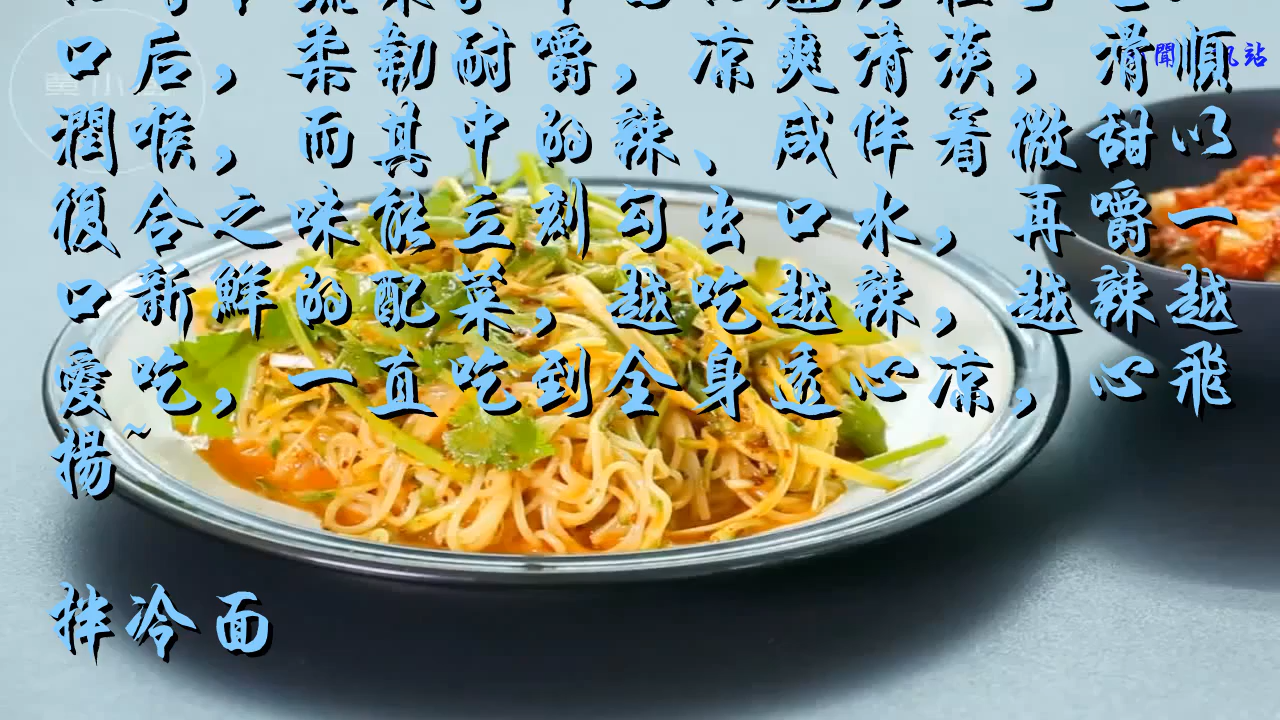 口后，柔韌耐嚼，凉爽清淡，滑順
潤喉，而其中的辣、咸伴着微甜以
復合之味能立刻勾出口水，再嚼一
口新鮮的配菜，越吃越辣，越辣越
愛吃，一直吃到全身透心凉，心飛
揚~
拌冷面